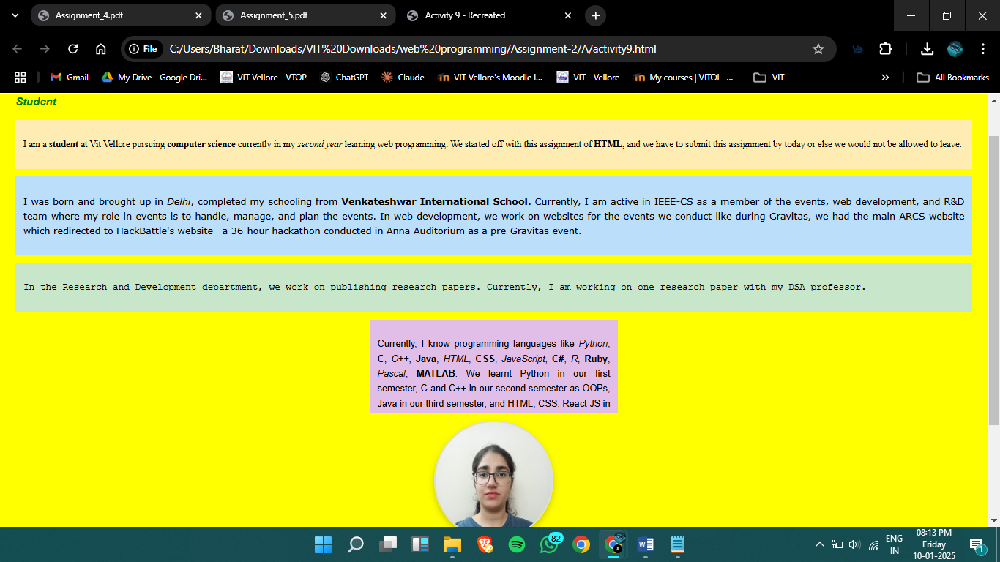 Assignment_4.pdf
Assignment_5.pdf
Activity 9 - Recreated
File
C:/Users/Bharat/Downloads/VIT%20Downloads/web%20programming/Assignment-2/A/activity9.html
Gmail
My Drive - Google Dri...
VIT Vellore - VTOP
ChatGPT
Claude
VIT Vellore's Moodle l...
VIT - Vellore
My courses | VITOL -...
VIT
All Bookmarks
Student
I am a student at Vit Vellore pursuing computer science currently in my second year learning web programming. We started off with this assignment of HTML, and we have to submit this assignment by today or else we would not be allowed to leave.
I was born and brought up in Delhi, completed my schooling from Venkateshwar International School. Currently, I am active in IEEE-CS as a member of the events, web development, and R&D
team where my role in events is to handle, manage, and plan the events. In web development, we work on websites for the events we conduct like during Gravitas, we had the main ARCS website
which redirected to HackBattle's website—a 36-hour hackathon conducted in Anna Auditorium as a pre-Gravitas event.
In the Research and Development department, we work on publishing research papers. Currently, I am working on one research paper with my DSA professor.
Currently, I know programming languages like Python,
C, C++, Java, HTML, CSS, JavaScript, C#, R, Ruby,
Pascal, MATLAB. We learnt Python in our first
semester, C and C++ in our second semester as OOPs,
Java in our third semester, and HTML, CSS, React JS in
82
ENG
IN
08:13 PM
Friday
10-01-2025
1